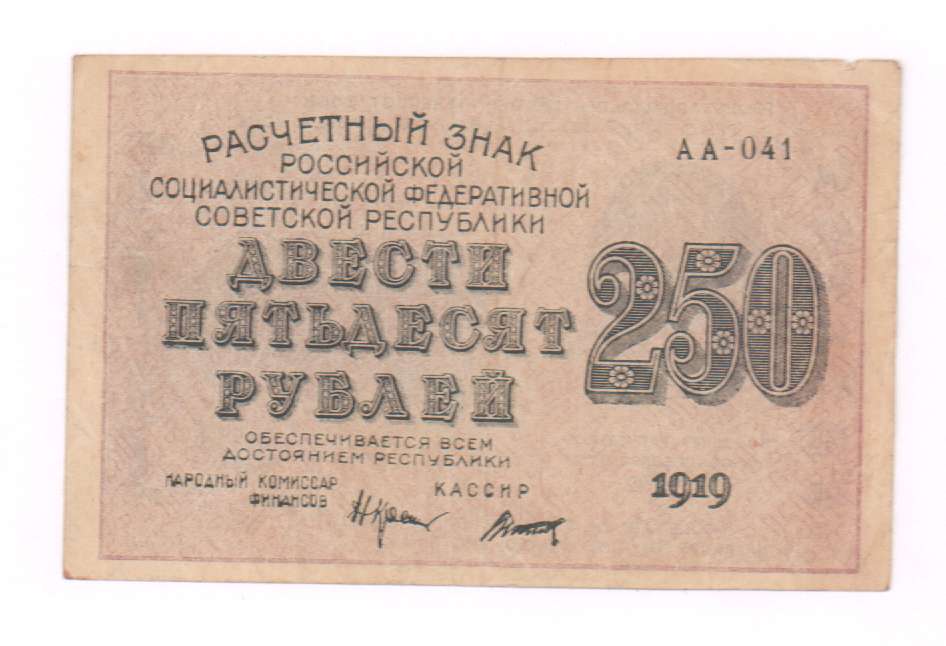 РАСЧЕТНЫЙ ЗНАК
РОССИЙСКОЙ
СОЦИАЛИСТИЧЕСКОЙ ФЕДЕРАТИВНОЙ
СОВЕТСКОЙ РЕСПУБЛИКИ
АА-041
ДВЕСТИ
ПЯТЬДЕСЯТ
РУБЛЕЙ
250
ОБЕСПЕЧИВАЕТСЯ ВСЕМ
ДОСТОЯНИЕМ РЕСПУБЛИКИ
НАРОДНЫЙ КОМИССАР
ФИНАНСОВ
КАССИР
1919